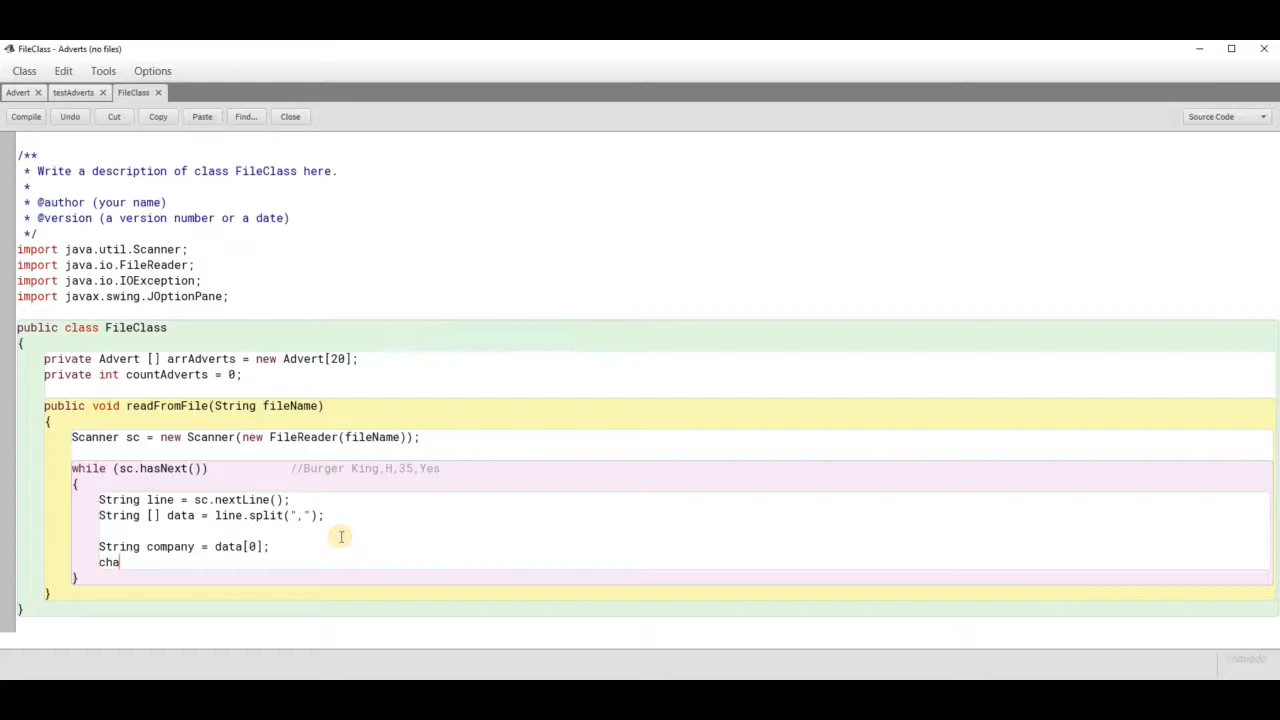 FileClass - Adverts (no files)
Class Edit Tools Options
Advert testAdverts FileClass
Compile Undo Cut Copy Paste Find... Close Source Code
/**
* Write a description of class FileClass here.
*
* @author (your name)
* @version (a version number or a date)
*/
import java.util.Scanner;
import java.io.FileReader;
import java.io.IOException;
import javax.swing.JOptionPane;
public class FileClass
{
private Advert [] arrAdverts = new Advert[20];
private int countAdverts = 0;
public void readFromFile(String fileName)
{
Scanner sc = new Scanner(new FileReader(fileName));
while (sc.hasNext()) //Burger King,H,35,Yes
{
String line = sc.nextLine();
String [] data = line.split(",");
String company = data[0];
cha
}
}
}